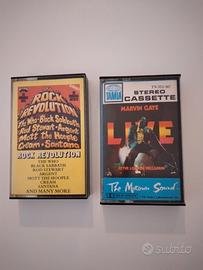 ROCK
REVOLUTION
The Who-Black Sabbath
Rod Stewart-Argent
Mott the Hoople
Cream-Santana
ROCK REVOLUTION
THE WHO
BLACK SABBATH
ROD STEWART
ARGENT
MOTT THE HOOPLE
CREAM
SANTANA
AND MANY MORE
TAMLA
STEREO
CASSETTE
MARVIN GAYE
LIVE
The Motown Sound
subito